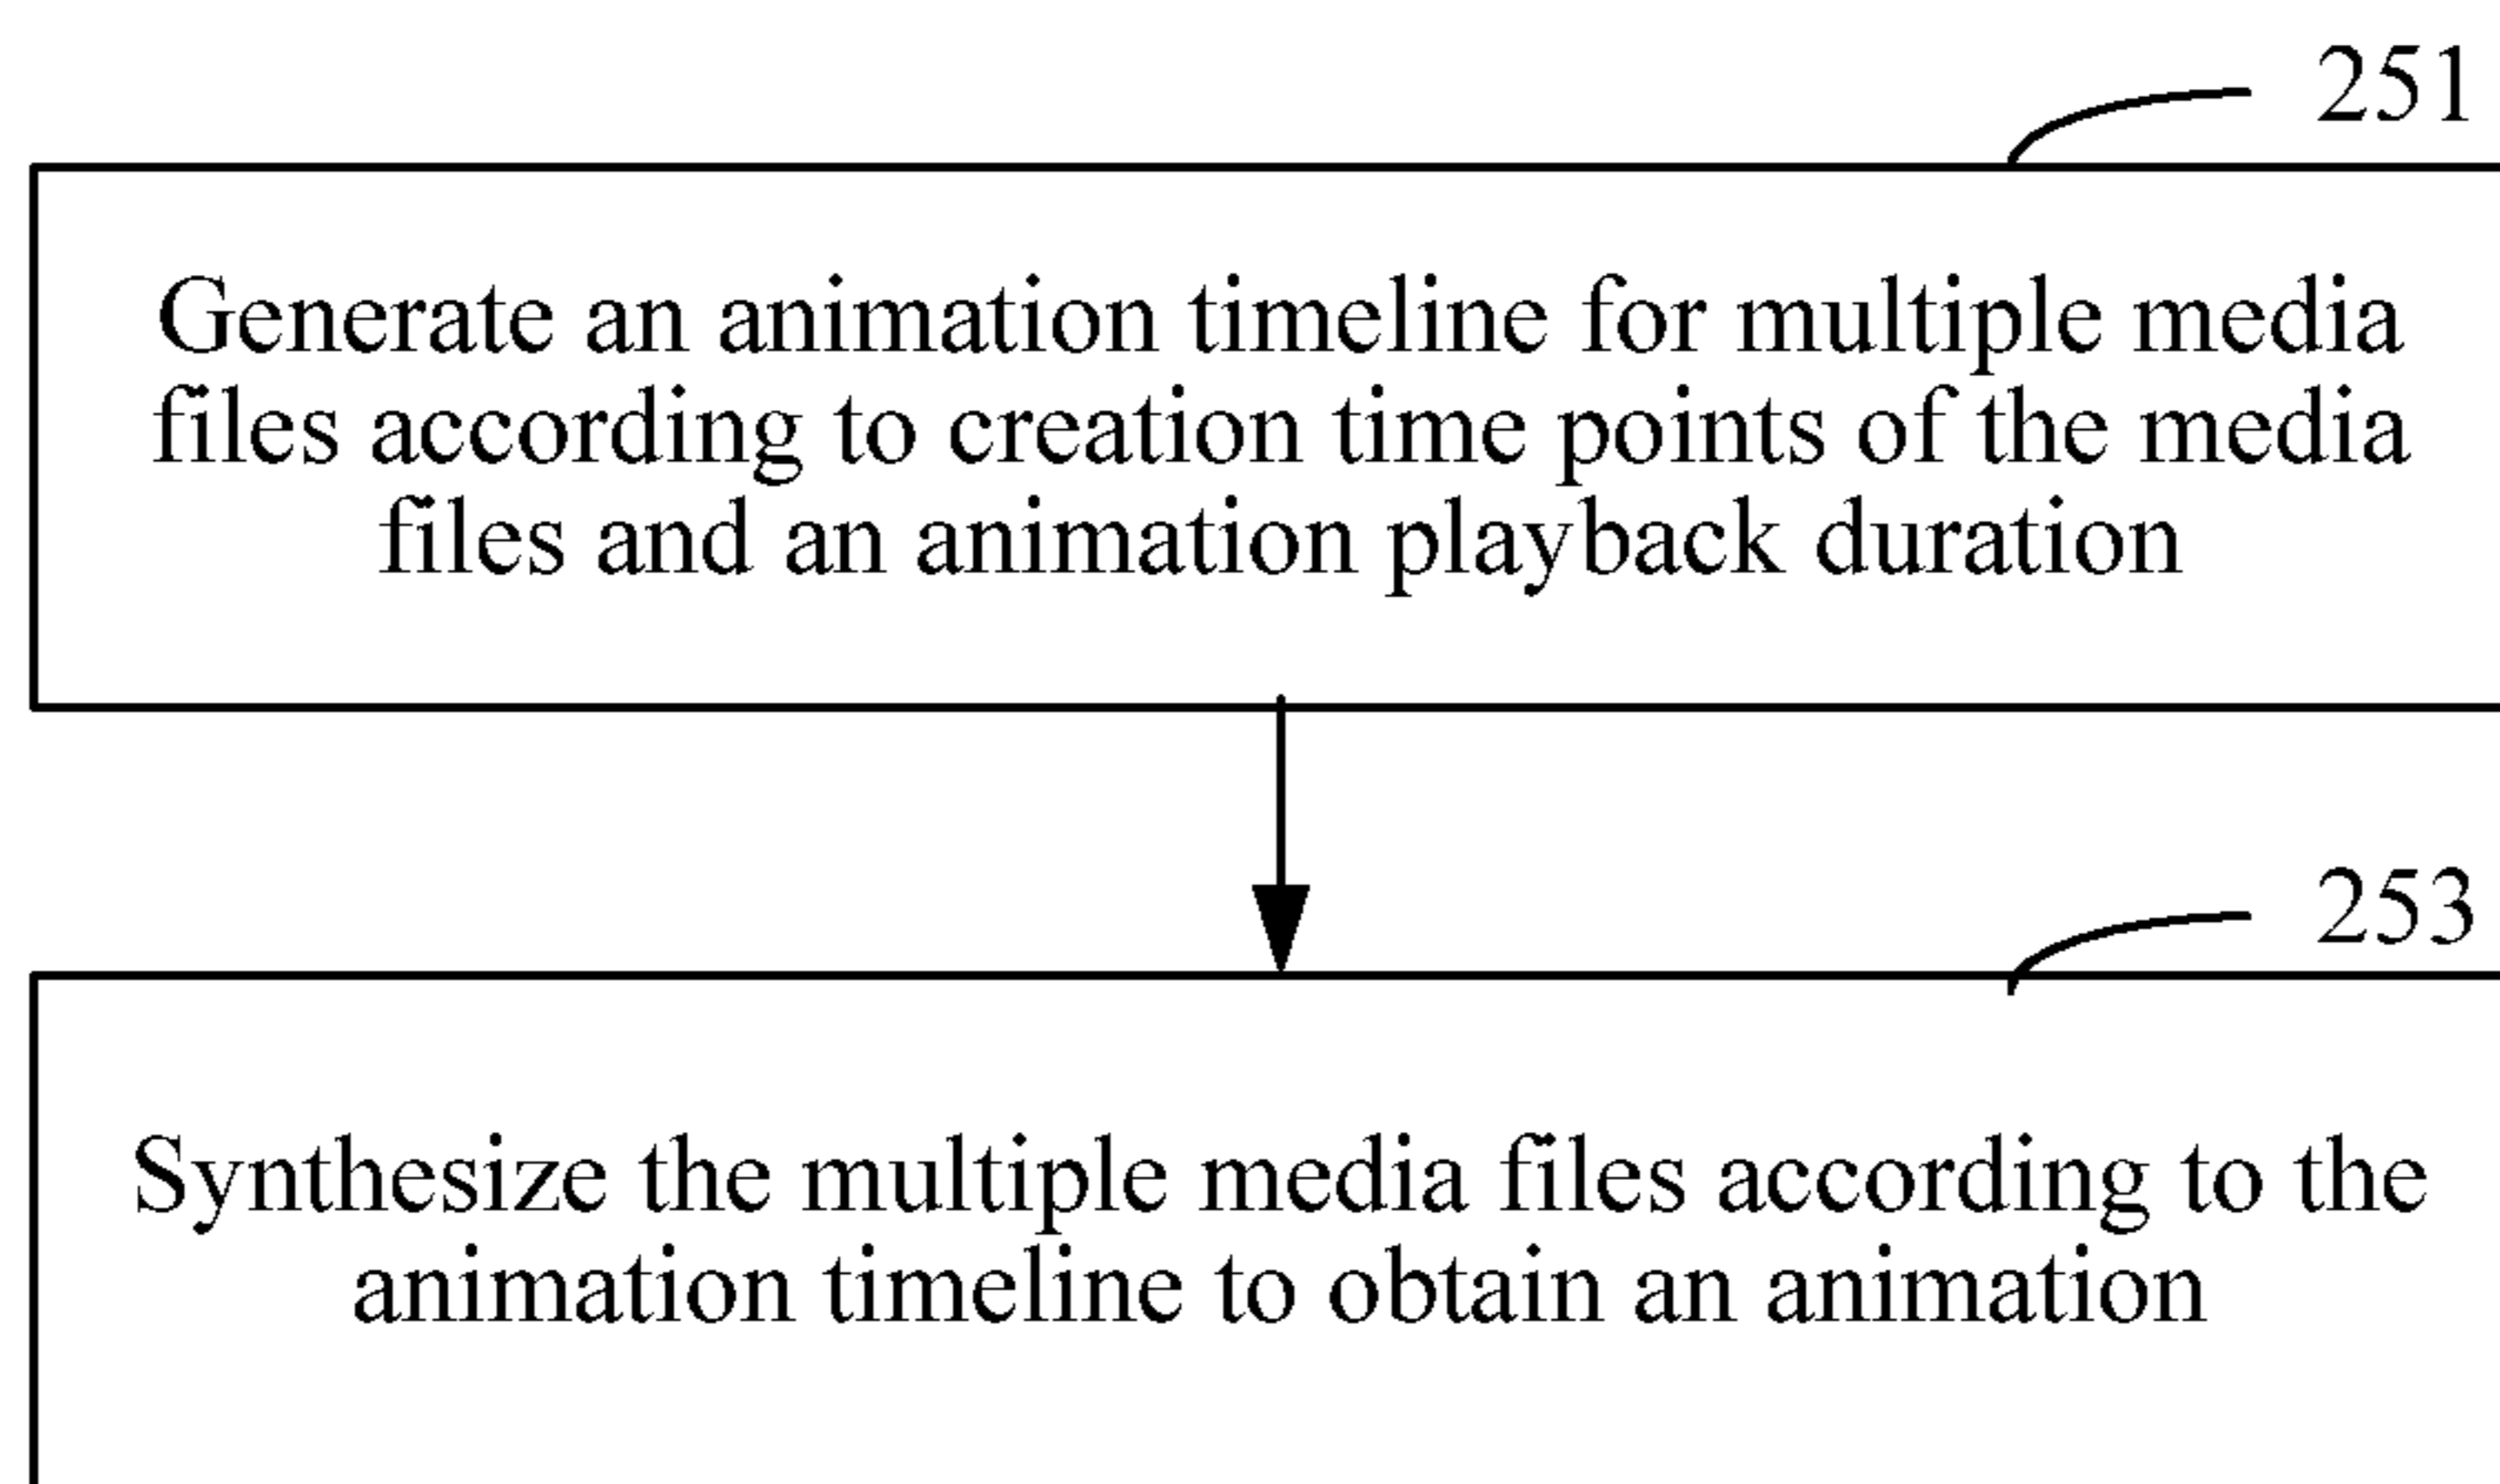 251
Generate an animation timeline for multiple media
files according to creation time points of the media
files and an animation playback duration
253
Synthesize the multiple media files according to the
animation timeline to obtain an animation